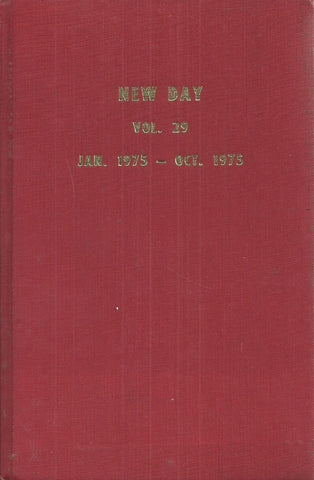 NEW DAY
VOL. 29
JAN. 1975 - OCT. 1975